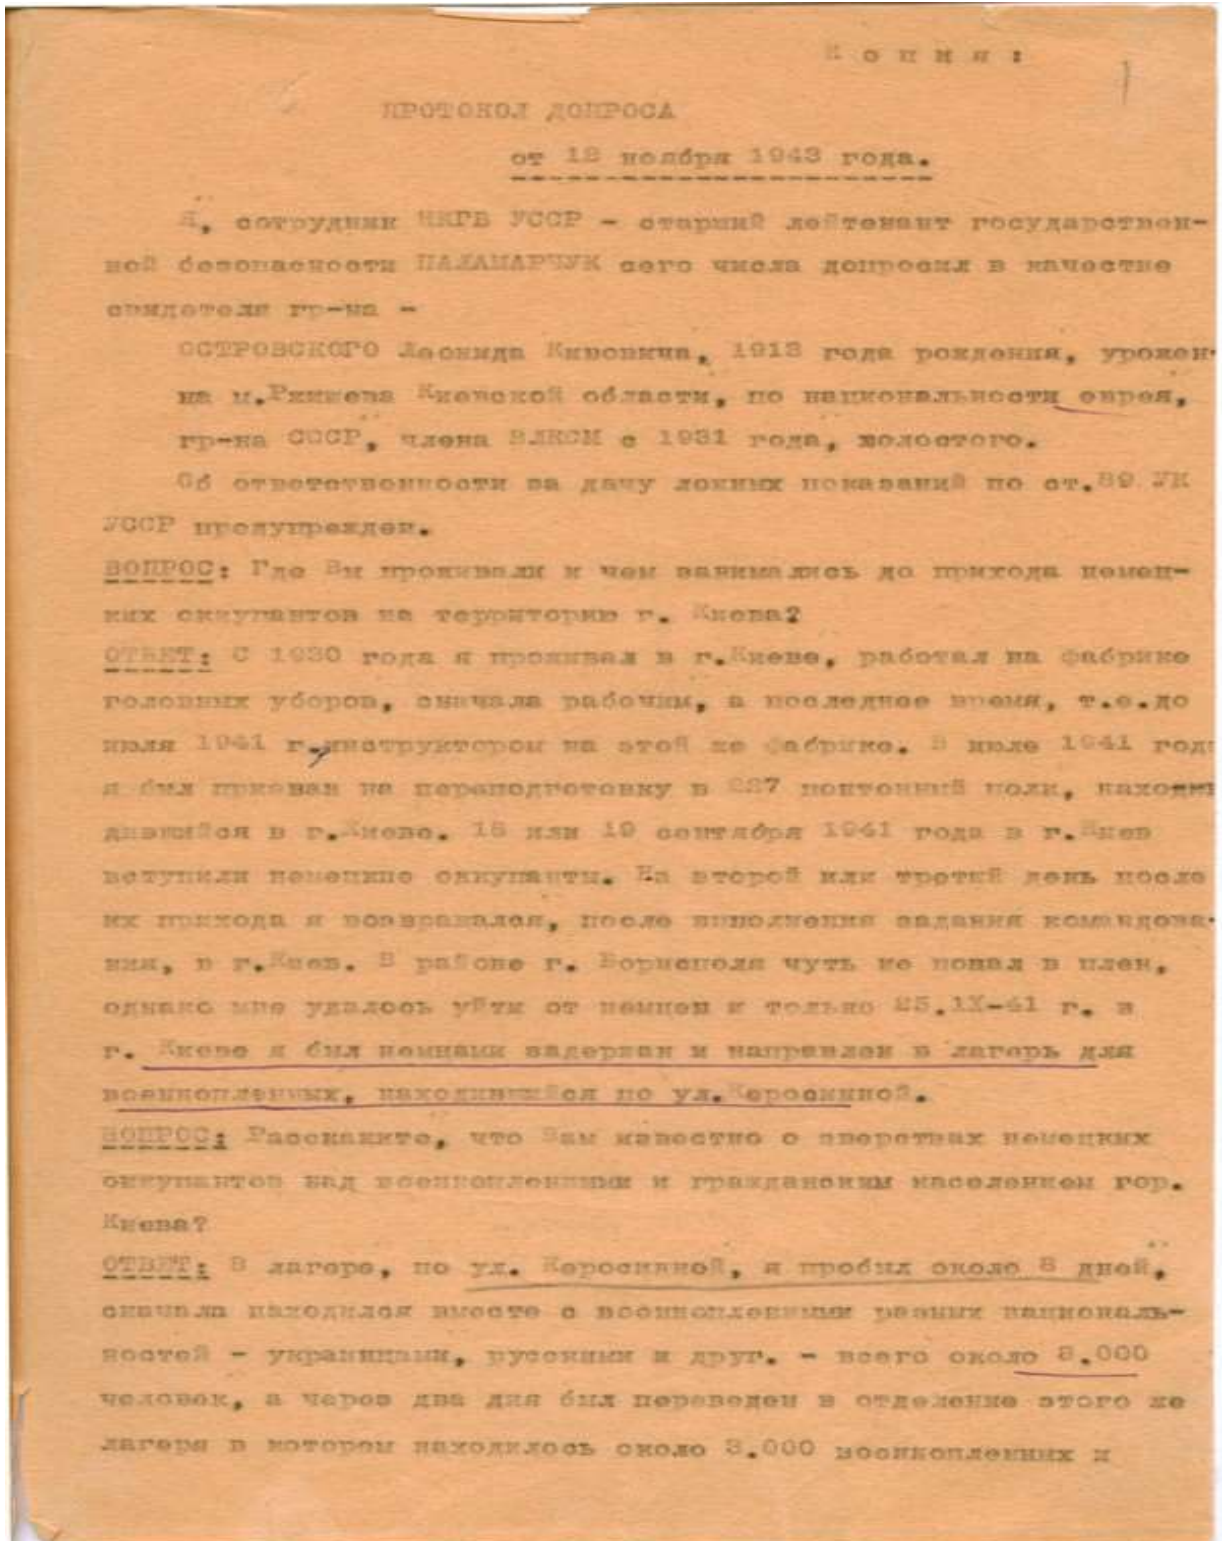 Копия:
1
ПРОТОКОЛ ДОПРОСА
от 12 ноября 1943 года.
Я, сотрудник НКГБ УССР - старший лейтенант государствен-
ной безопасности ПАЛАМАРЧУК сего числа допросил в качестве
свидетеля гр-на -
ОСТРОВСКОГО Леонида Кивовича, 1913 года рождения, урожен-
на м.Ржищева Киевской области, по национальности еврея,
гр-на СССР, члена ВЛКСМ с 1931 года, холостого.
Об ответственности за дачу ложных показаний по ст.89 УК
УССР предупрежден.
ВОПРОС: Где Вы проживали и чем занимались до прихода немец-
ких оккупантов на территорию г. Киева?
ОТВЕТ: С 1930 года я проживал в г.Киеве, работал на фабрике
головных уборов, сначала рабочим, а последнее время, т.е.до
июля 1941 г.инструктором на этой же фабрике. В июле 1941 год
я был призван на переподготовку в 227 понтонный полк, находи
дившийся в г.Киеве. 18 или 19 сентября 1941 года в г.Киев
вступили немецкие оккупанты. На второй или третий день после
их прихода я возвращался, после выполнения задания командова-
ния, в г.Киев. В районе г. Борисполя чуть не попал в плен,
однако мне удалось уйти от немцев и только 25.IX-41 г. в
г. Киеве я был немцами задержан и направлен в лагерь для
военнопленных, находившийся по ул.Керосинной.
ВОПРОС: Расскажите, что Вам известно о зверствах немецких
оккупантов над военнопленными и гражданским населением гор.
Киева?
ОТВЕТ: В лагере, по ул. Керосинной, я пробыл около 8 дней,
сначала находился вместе с военнопленными разных националь-
ностей - украинцами, русскими и друг. - всего около 8.000
человек, а через два дня был переведен в отделение этого же
лагеря в котором находилось около 3.000 военнопленных и